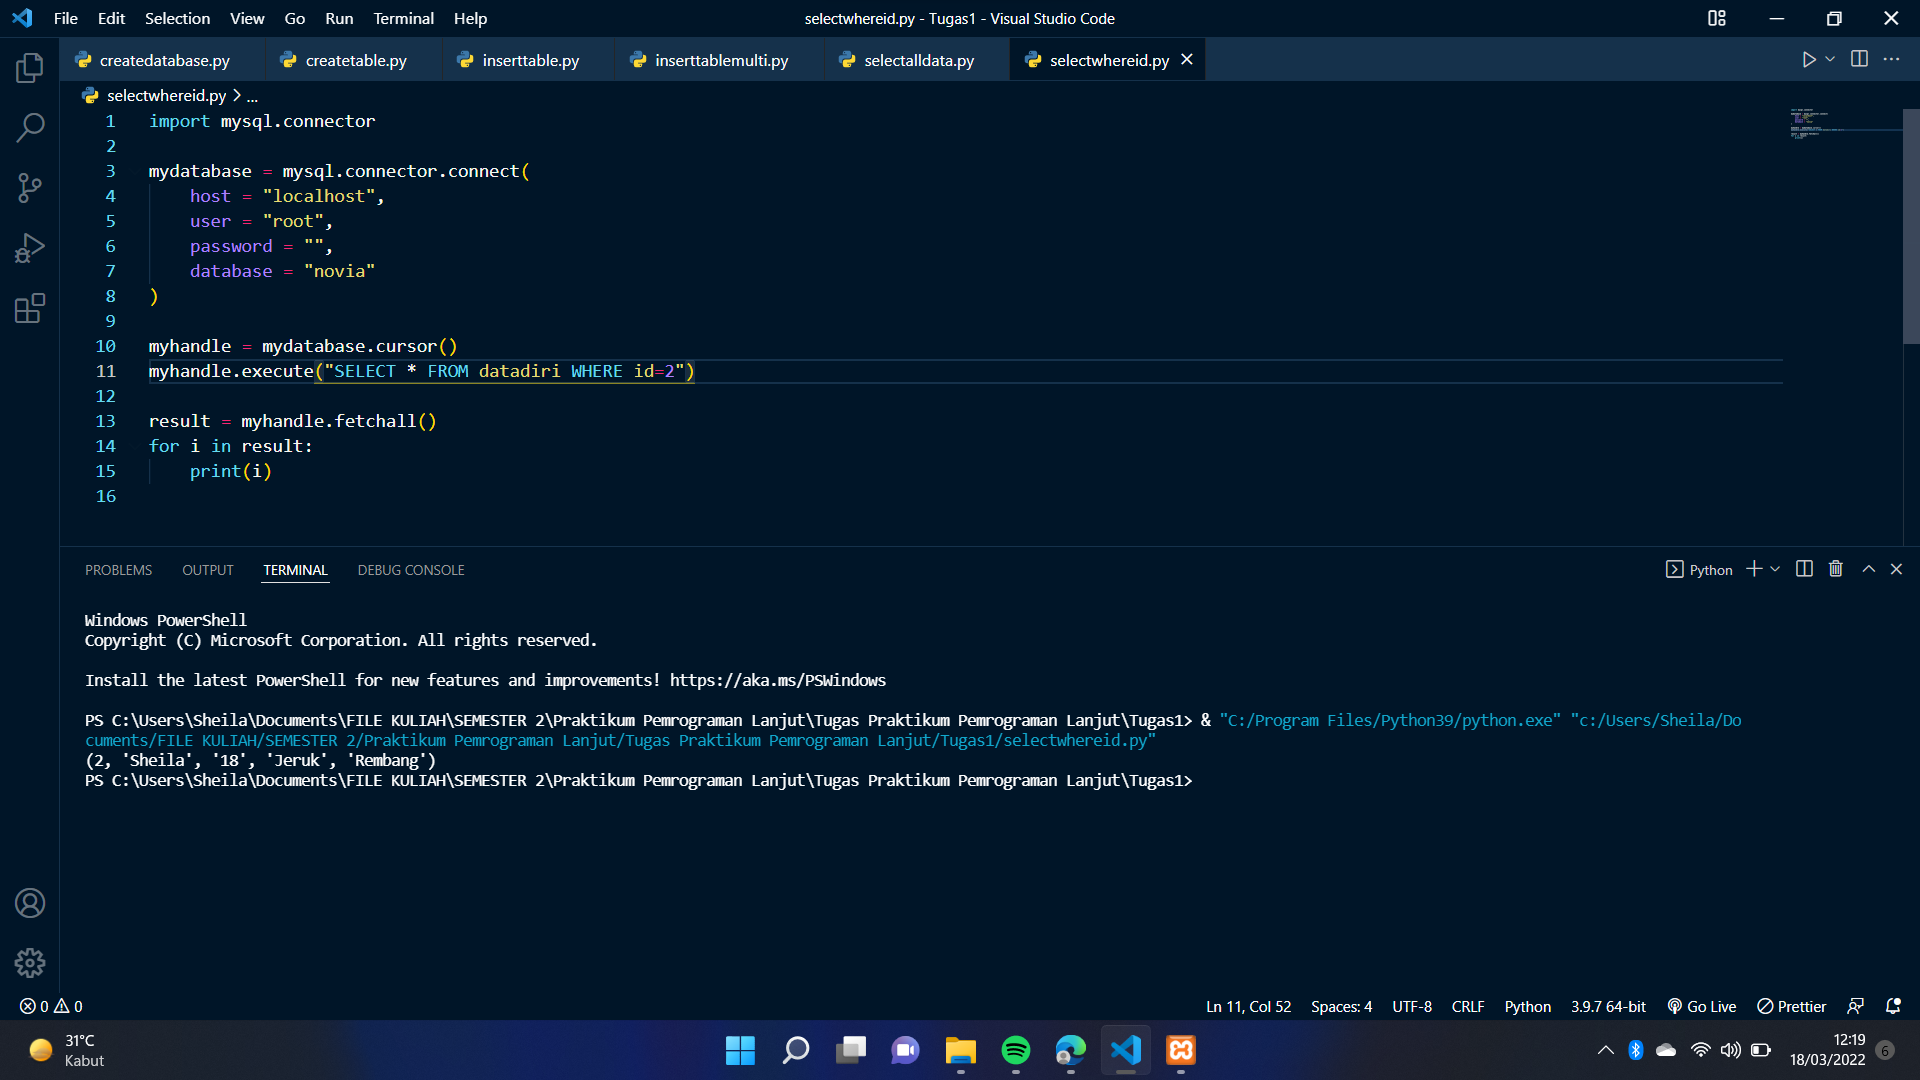 File Edit Selection View Go Run Terminal Help selectwhereid.py - Tugas1 - Visual Studio Code
createdatabase.py createtable.py inserttable.py inserttablemulti.py selectalldata.py selectwhereid.py
selectwhereid.py > ...
1 import mysql.connector
2
3 mydatabase = mysql.connector.connect(
4     host = "localhost",
5     user = "root",
6     password = "",
7     database = "novia"
8 )
9
10 myhandle = mydatabase.cursor()
11 myhandle.execute("SELECT * FROM datadiri WHERE id=2")
12
13 result = myhandle.fetchall()
14 for i in result:
15     print(i)
16
PROBLEMS OUTPUT TERMINAL DEBUG CONSOLE Python
Windows PowerShell
Copyright (C) Microsoft Corporation. All rights reserved.
Install the latest PowerShell for new features and improvements! https://aka.ms/PSWindows
PS C:\Users\Sheila\Documents\FILE KULIAH\SEMESTER 2\Praktikum Pemrograman Lanjut\Tugas Praktikum Pemrograman Lanjut\Tugas1> & "C:/Program Files/Python39/python.exe" "c:/Users/Sheila/Do
cuments/FILE KULIAH/SEMESTER 2/Praktikum Pemrograman Lanjut/Tugas Praktikum Pemrograman Lanjut/Tugas1/selectwhereid.py"
(2, 'Sheila', '18', 'Jeruk', 'Rembang')
PS C:\Users\Sheila\Documents\FILE KULIAH\SEMESTER 2\Praktikum Pemrograman Lanjut\Tugas Praktikum Pemrograman Lanjut\Tugas1>
0 0 Ln 11, Col 52 Spaces: 4 UTF-8 CRLF Python 3.9.7 64-bit Go Live Prettier
31°C
Kabut
12:19
18/03/2022 6